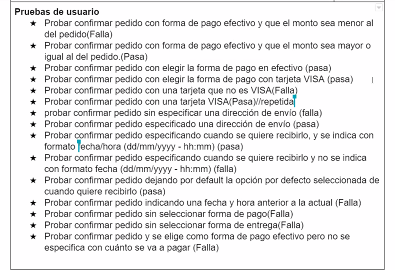 Pruebas de usuario
★ Probar confirmar pedido con forma de pago efectivo y que el monto sea menor al
del pedido(Falla)
★ Probar confirmar pedido con forma de pago efectivo y que el monto sea mayor o
igual al del pedido.(Pasa)
★ Probar confirmar pedido con elegir la forma de pago en efectivo (pasa)
★ Probar confirmar pedido con elegir la forma de pago con tarjeta VISA (pasa)
★ Probar confirmar pedido con una tarjeta que no es VISA(Falla)
★ Probar confirmar pedido con una tarjeta VISA(Pasa)//repetida
★ probar confirmar pedido sin especificar una dirección de envío (falla)
★ Probar confirmar pedido especificado una dirección de envío (pasa)
★ Probar confirmar pedido especificando cuando se quiere recibirlo, y se indica con
formato fecha/hora (dd/mm/yyyy - hh:mm) (pasa)
★ Probar confirmar pedido especificando cuando se quiere recibirlo y no se indica
con formato fecha (dd/mm/yyyy - hh:mm) (falla)
★ Probar confirmar pedido dejando por default la opción por defecto seleccionada de
cuando quiere recibirlo (pasa)
★ Probar confirmar pedido indicando una fecha y hora anterior a la actual (Falla)
★ Probar confirmar pedido sin seleccionar forma de pago(Falla)
★ Probar confirmar pedido sin seleccionar forma de entrega(Falla)
★ Probar confirmar pedido y se elige como forma de pago efectivo pero no se
especifica con cuánto se va a pagar (Falla)